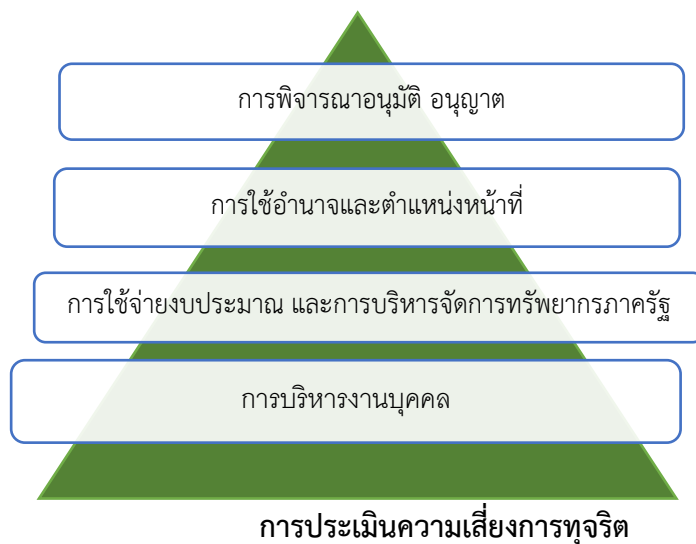 การพิจารณาอนุมัติ อนุญาต
การใช้อำนาจและตำแหน่งหน้าที่
การใช้จ่ายงบประมาณ และการบริหารจัดการทรัพยากรภาครัฐ
การบริหารงานบุคคล
การประเมินความเสี่ยงการทุจริต